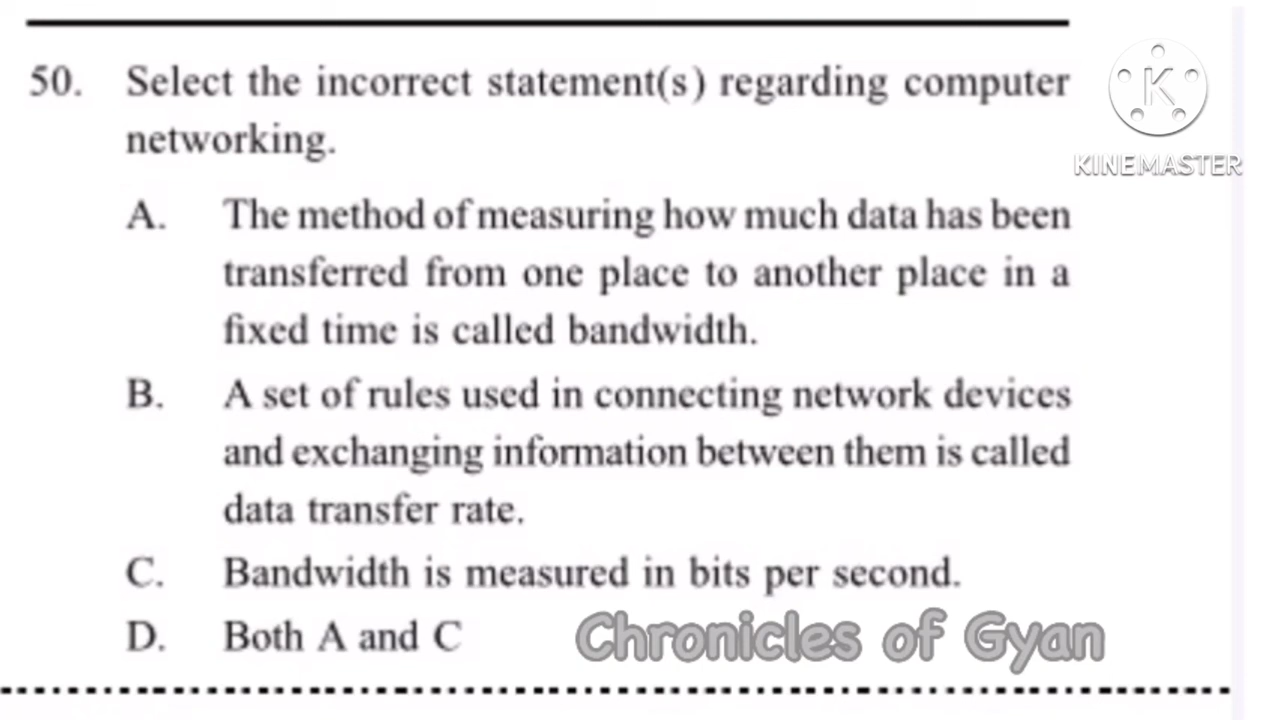 50. Select the incorrect statement(s) regarding computer
networking.
A. The method of measuring how much data has been
transferred from one place to another place in a
fixed time is called bandwidth.
B. A set of rules used in connecting network devices
and exchanging information between them is called
data transfer rate.
C. Bandwidth is measured in bits per second.
D. Both A and C
K
KINEMASTER
Chronicles of Gyan